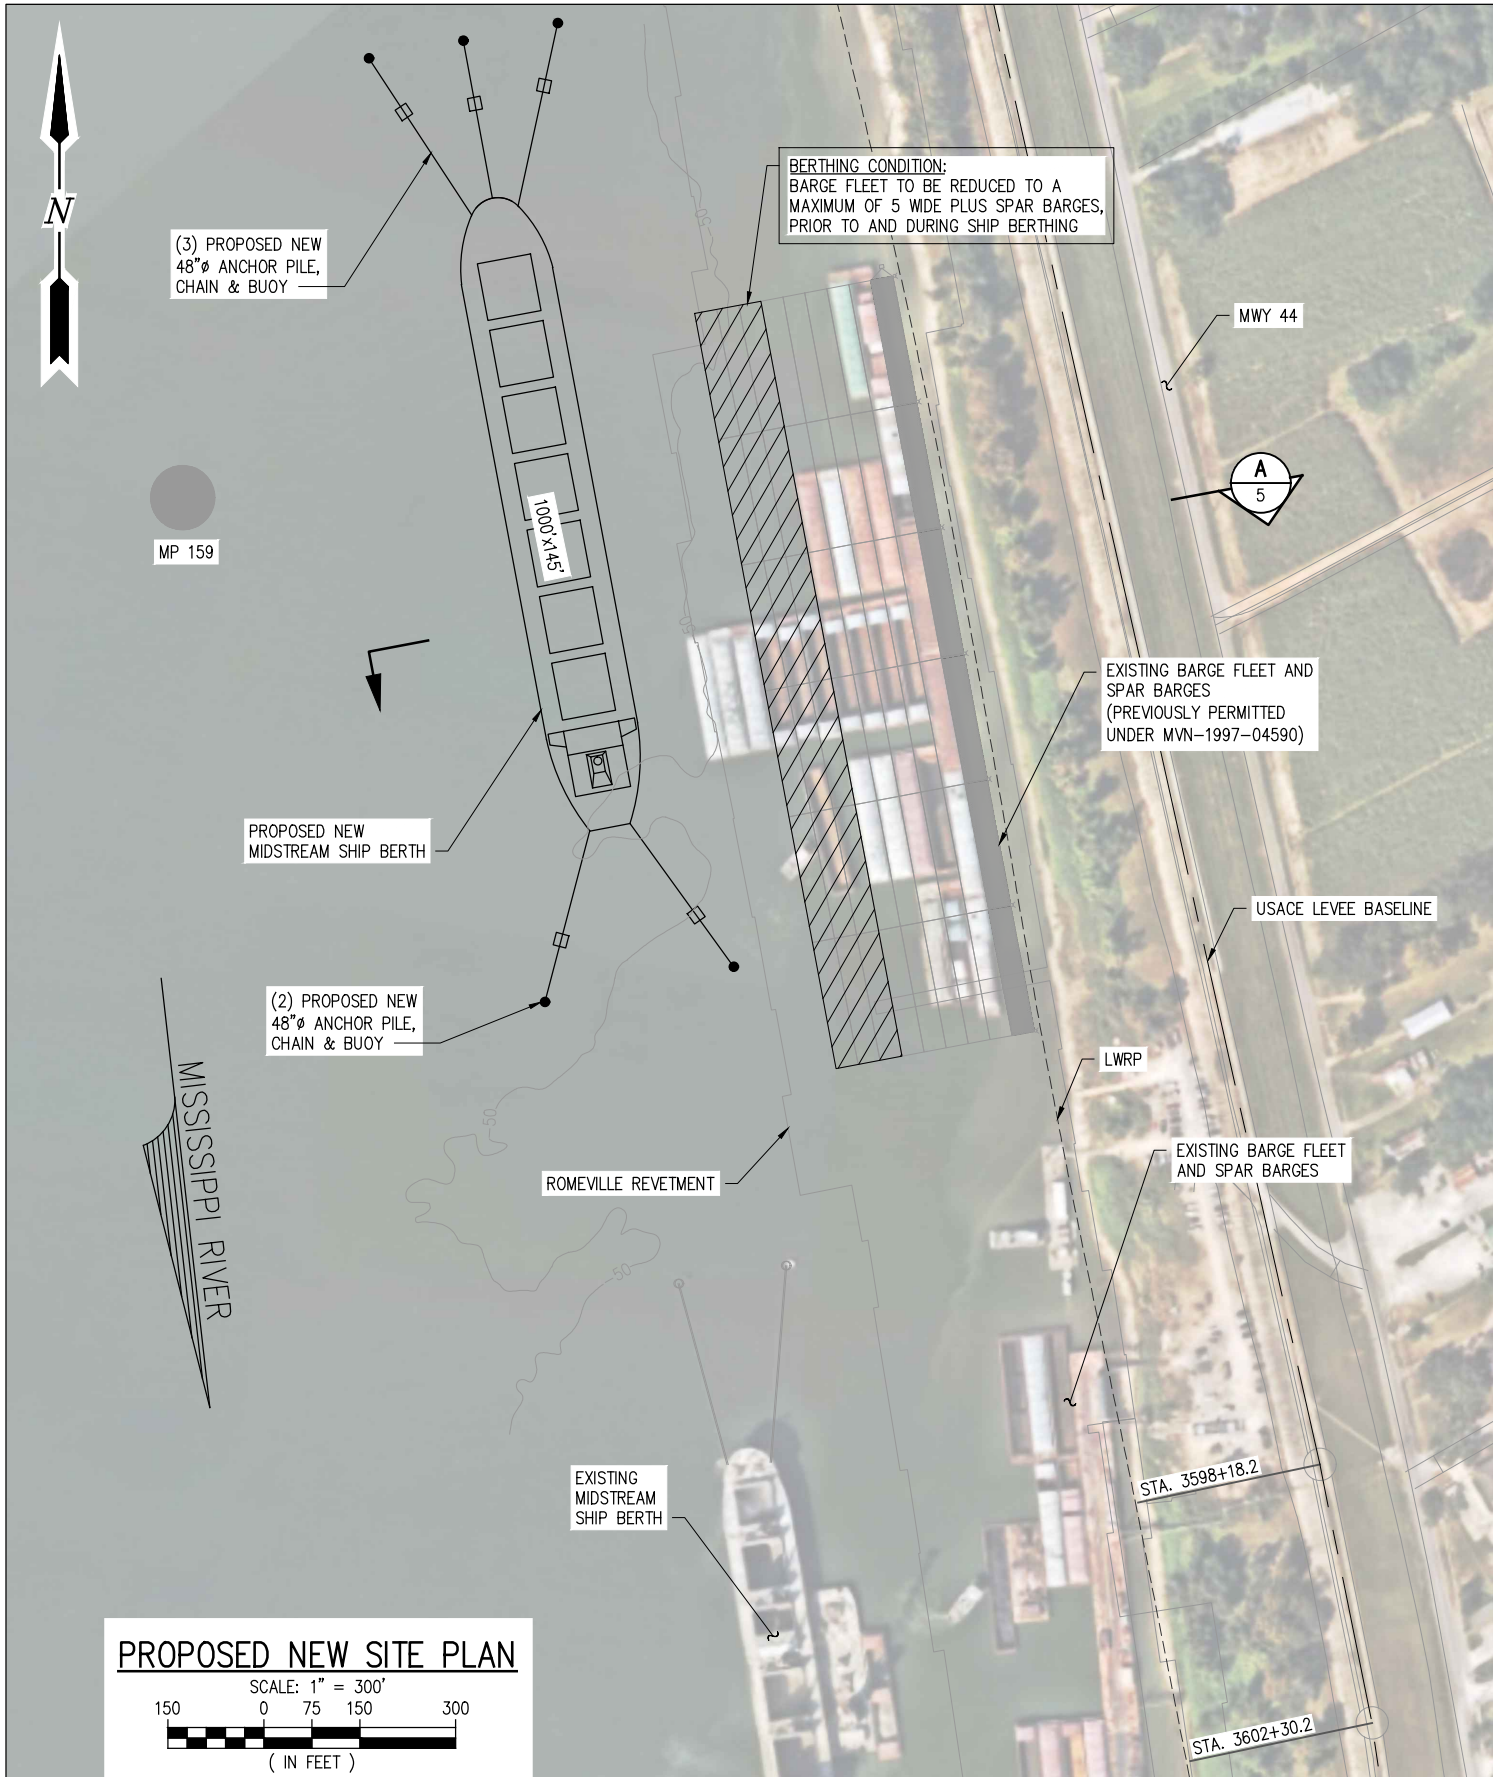 N
BERTHING CONDITION:
BARGE FLEET TO BE REDUCED TO A
MAXIMUM OF 5 WIDE PLUS SPAR BARGES,
PRIOR TO AND DURING SHIP BERTHING
(3) PROPOSED NEW
48"Ø ANCHOR PILE,
CHAIN & BUOY
MWY 44
A
5
MP 159
1000'x145'
50
50
EXISTING BARGE FLEET AND
SPAR BARGES
(PREVIOUSLY PERMITTED
UNDER MVN-1997-04590)
PROPOSED NEW
MIDSTREAM SHIP BERTH
USACE LEVEE BASELINE
(2) PROPOSED NEW
48"Ø ANCHOR PILE,
CHAIN & BUOY
LWRP
MISSISSIPPI RIVER
50
EXISTING BARGE FLEET
AND SPAR BARGES
ROMEVILLE REVETMENT
50
EXISTING
MIDSTREAM
SHIP BERTH
STA. 3598+18.2
STA. 3602+30.2
PROPOSED NEW SITE PLAN
SCALE: 1" = 300'
150 0 75 150 300
( IN FEET )